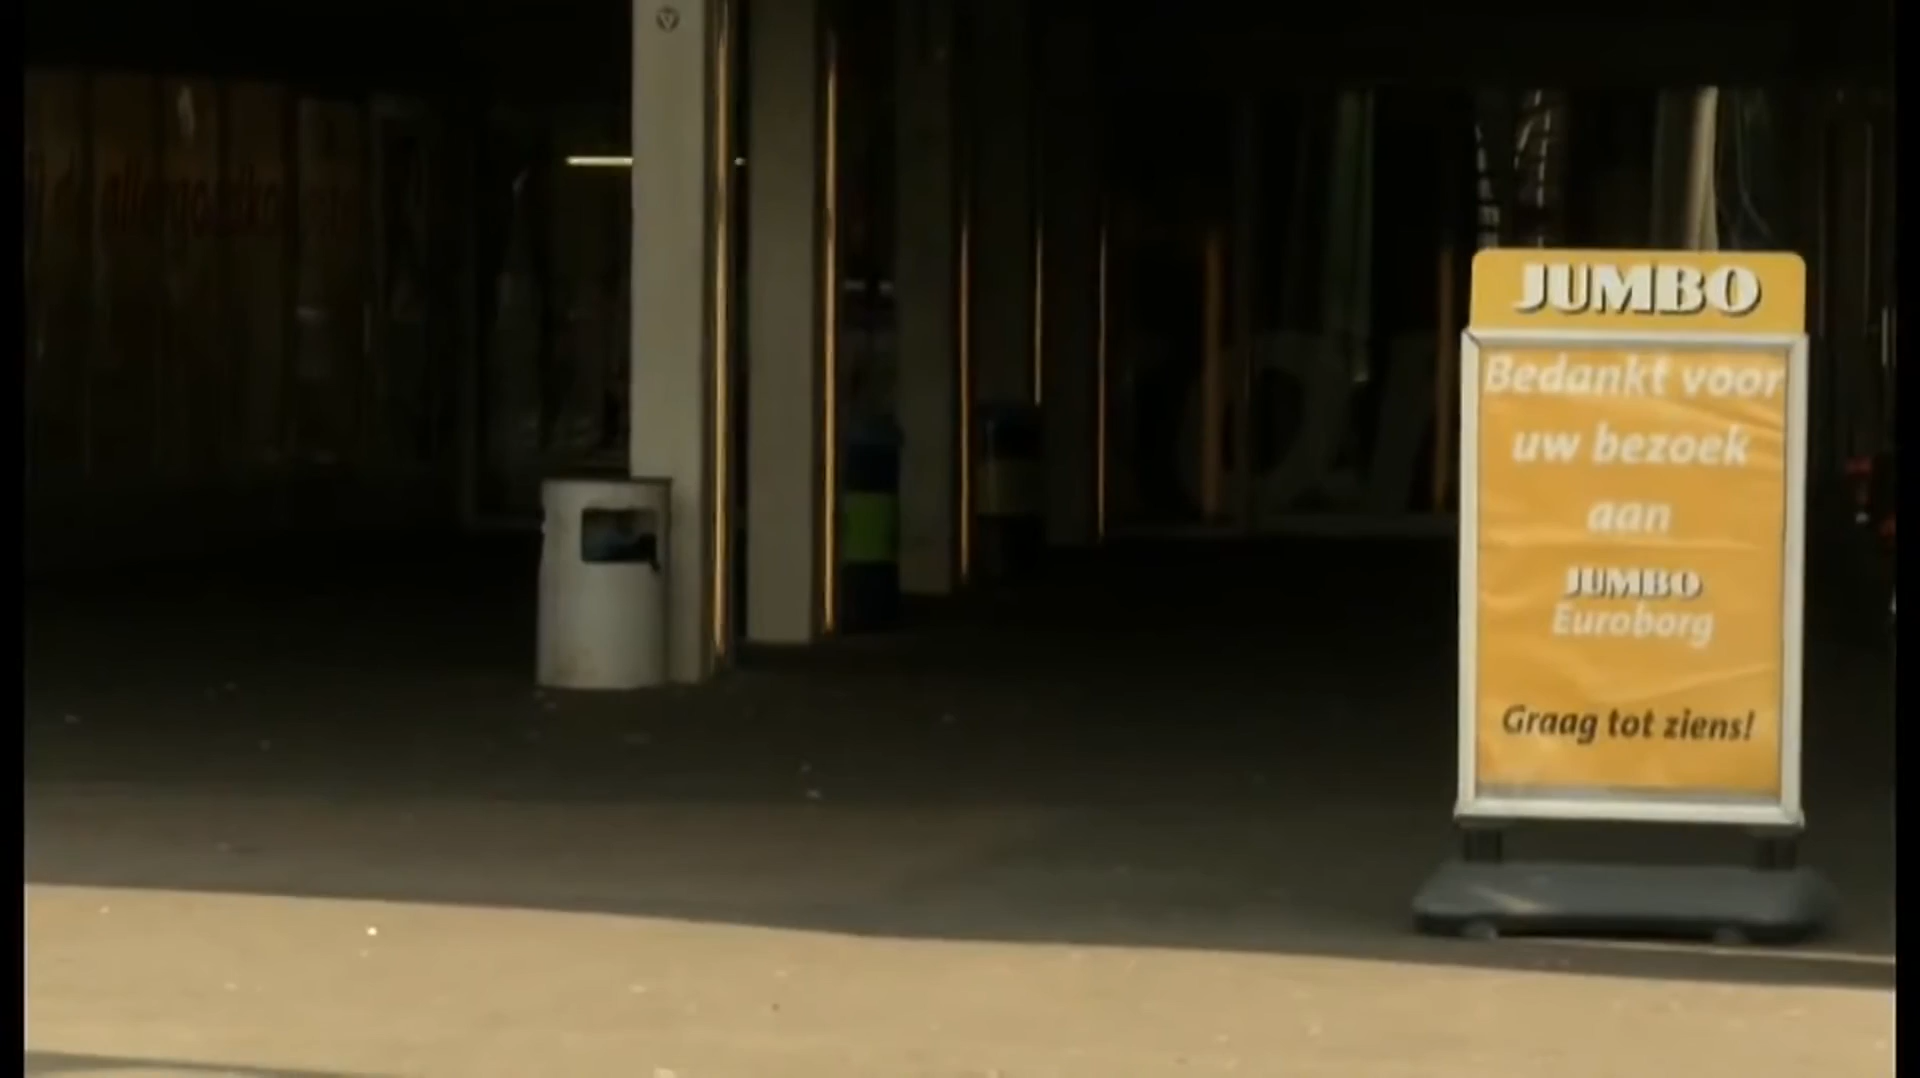 JUMBO
Bedankt voor
uw bezoek
aan
JUMBO
Euroborg
Graag tot ziens!